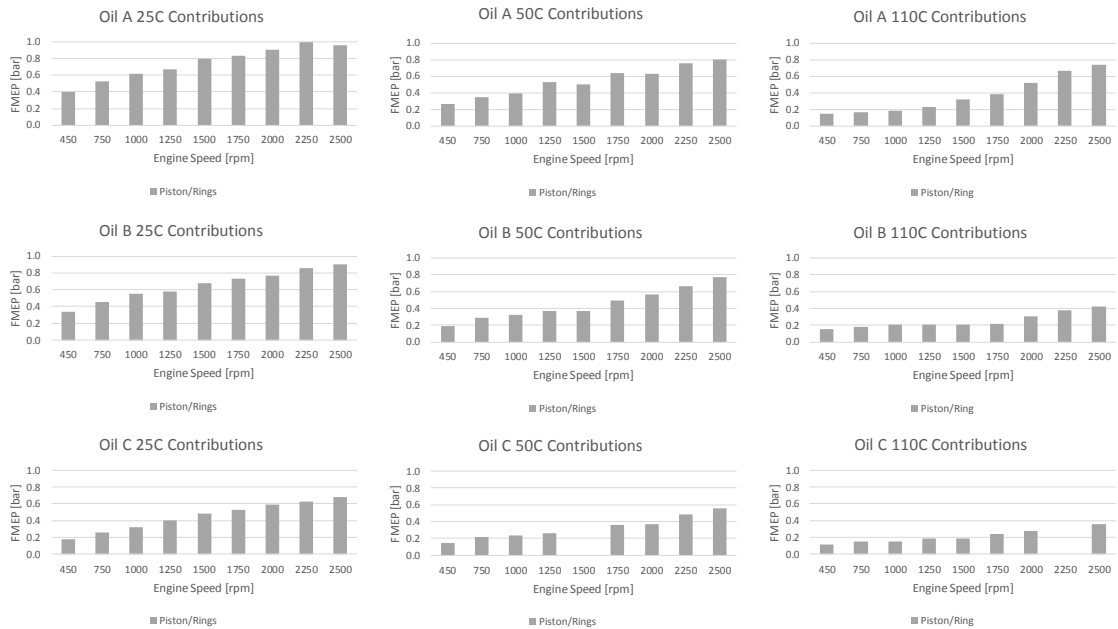 Oil A 25C Contributions
FMEP [bar]
1.0
0.8
0.6
0.4
0.2
0.0
450 750 1000 1250 1500 1750 2000 2250 2500
Engine Speed [rpm]
Piston/Rings
Oil A 50C Contributions
FMEP [bar]
1.0
0.8
0.6
0.4
0.2
0.0
450 750 1000 1250 1500 1750 2000 2250 2500
Engine Speed [rpm]
Piston/Rings
Oil A 110C Contributions
FMEP [bar]
1.0
0.8
0.6
0.4
0.2
0.0
450 750 1000 1250 1500 1750 2000 2250 2500
Engine Speed [rpm]
Piston/Ring
Oil B 25C Contributions
FMEP [bar]
1.0
0.8
0.6
0.4
0.2
0.0
450 750 1000 1250 1500 1750 2000 2250 2500
Engine Speed [rpm]
Piston/Rings
Oil B 50C Contributions
FMEP [bar]
1.0
0.8
0.6
0.4
0.2
0.0
450 750 1000 1250 1500 1750 2000 2250 2500
Engine Speed [rpm]
Piston/Rings
Oil B 110C Contributions
FMEP [bar]
1.0
0.8
0.6
0.4
0.2
0.0
450 750 1000 1250 1500 1750 2000 2250 2500
Engine Speed [rpm]
Piston/Ring
Oil C 25C Contributions
FMEP [bar]
1.0
0.8
0.6
0.4
0.2
0.0
450 750 1000 1250 1500 1750 2000 2250 2500
Engine Speed [rpm]
Piston/Rings
Oil C 50C Contributions
FMEP [bar]
1.0
0.8
0.6
0.4
0.2
0.0
450 750 1000 1250 1500 1750 2000 2250 2500
Engine Speed [rpm]
Piston/Rings
Oil C 110C Contributions
FMEP [bar]
1.0
0.8
0.6
0.4
0.2
0.0
450 750 1000 1250 1500 1750 2000 2250 2500
Engine Speed [rpm]
Piston/Ring